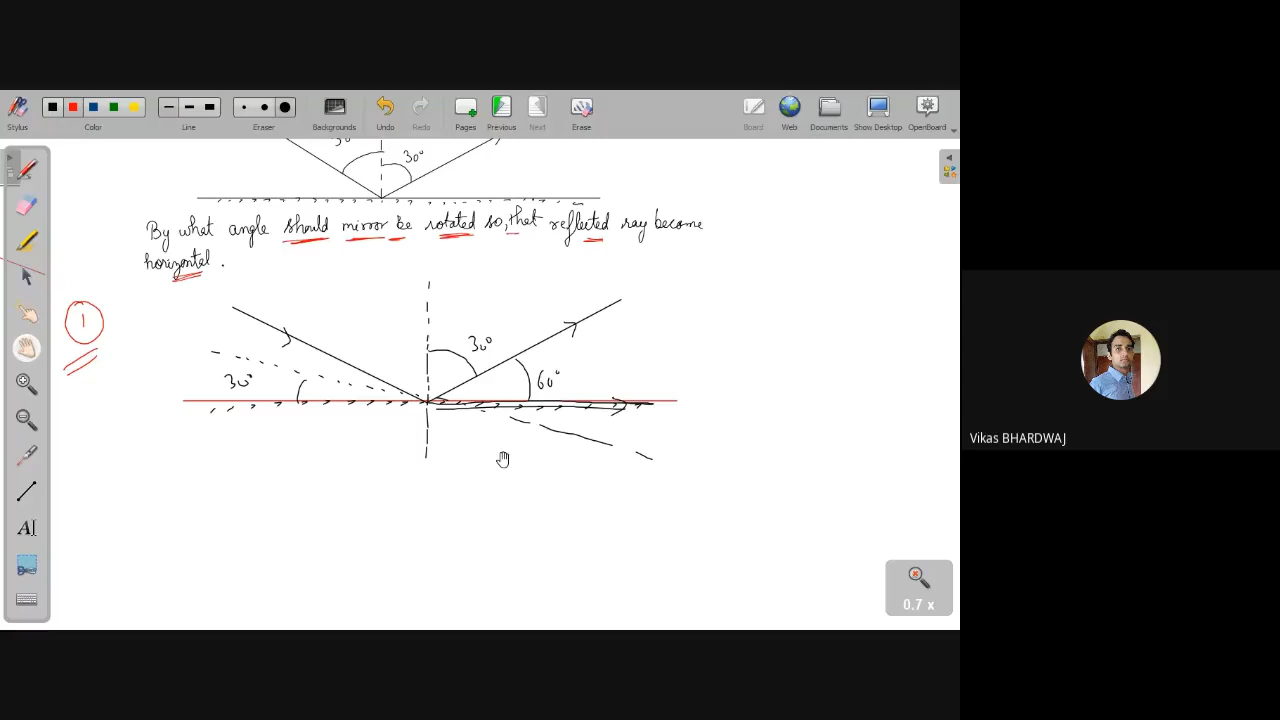 Stylus
Color
Line
Eraser
Backgrounds
Undo
Redo
Pages
Previous
Next
Erase
Board
Web
Documents
Show Desktop
OpenBoard
30°
30°
By what angle should mirror be rotated so, that reflected ray become
horizontal.
1
30°
30°
60°
AI
0.7 x
Vikas BHARDWAJ